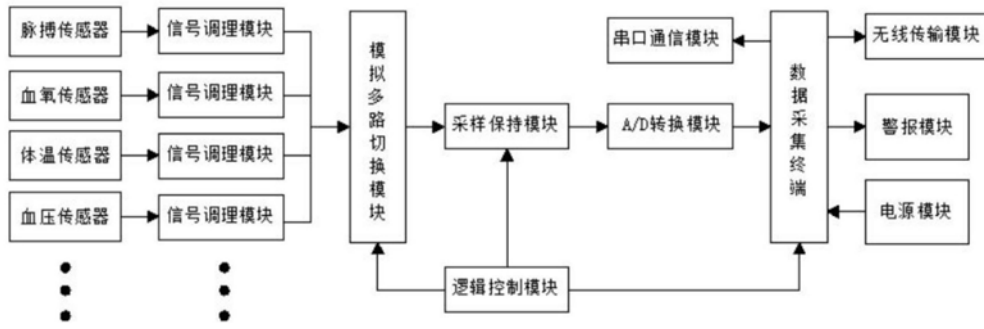 脉搏传感器
信号调理模块
血氧传感器
信号调理模块
体温传感器
信号调理模块
血压传感器
信号调理模块
模拟多路切换模块
采样保持模块
A/D转换模块
逻辑控制模块
串口通信模块
数据采集终端
无线传输模块
警报模块
电源模块